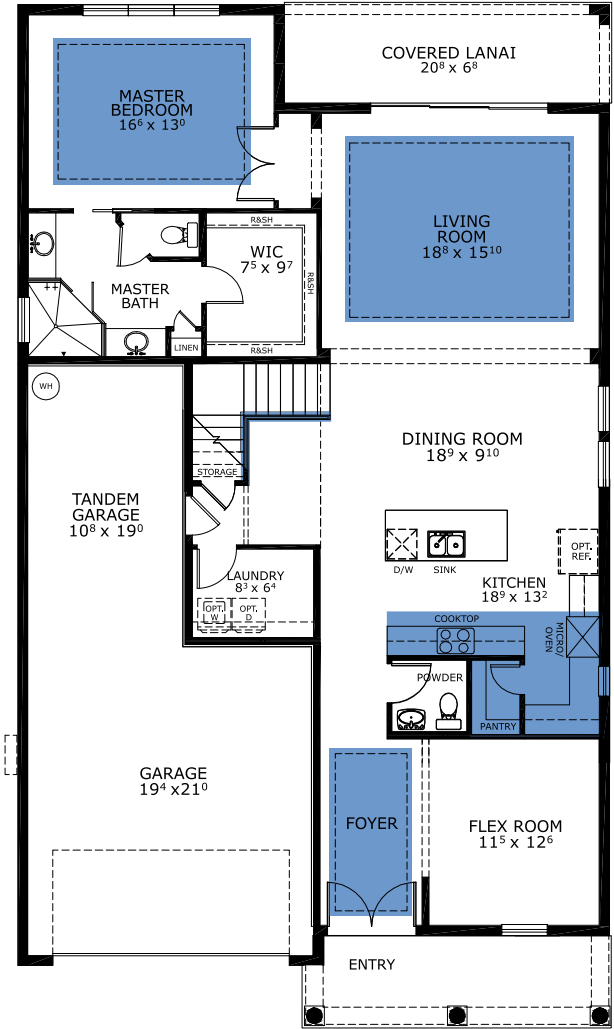 COVERED LANAI
20⁸ x 6⁸
MASTER
BEDROOM
16⁶ x 13⁰
LIVING
ROOM
18⁸ x 15¹⁰
R&SH
WIC
7⁵ x 9⁷
R&SH
MASTER
BATH
LINEN
R&SH
WH
DINING ROOM
18⁹ x 9¹⁰
STORAGE
TANDEM
GARAGE
10⁸ x 19⁰
D/W
SINK
OPT.
REF.
LAUNDRY
8³ x 6⁴
KITCHEN
18⁹ x 13²
OPT.
W
OPT.
D
COOKTOP
MICRO/
OVEN
POWDER
PANTRY
GARAGE
19⁴ x21⁰
FOYER
FLEX ROOM
11⁵ x 12⁶
ENTRY